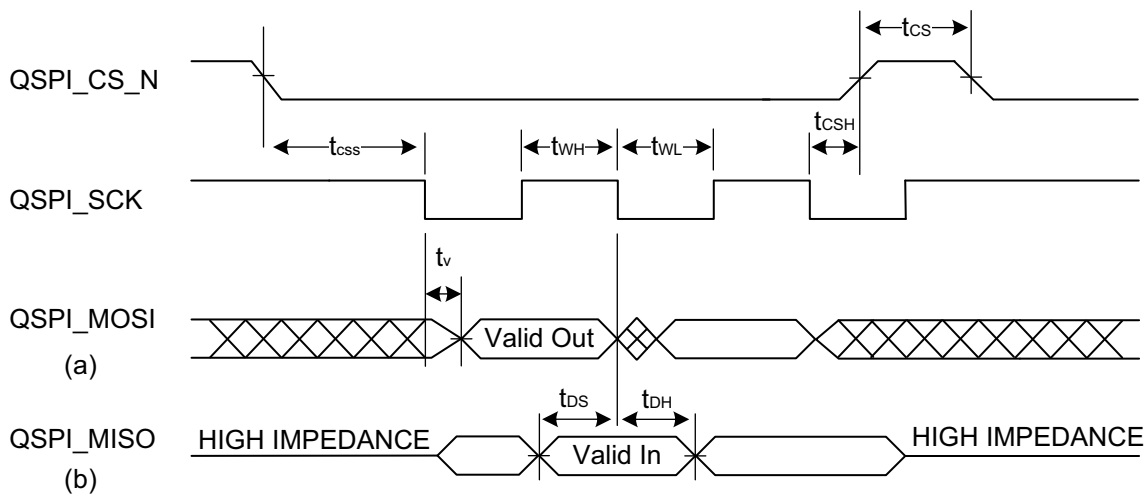 tCS
QSPI_CS_N
tCSH
tcss
tWH
tWL
QSPI_SCK
tv
QSPI_MOSI
Valid Out
(a)
tDS
tDH
QSPI_MISO
HIGH IMPEDANCE
Valid In
HIGH IMPEDANCE
(b)